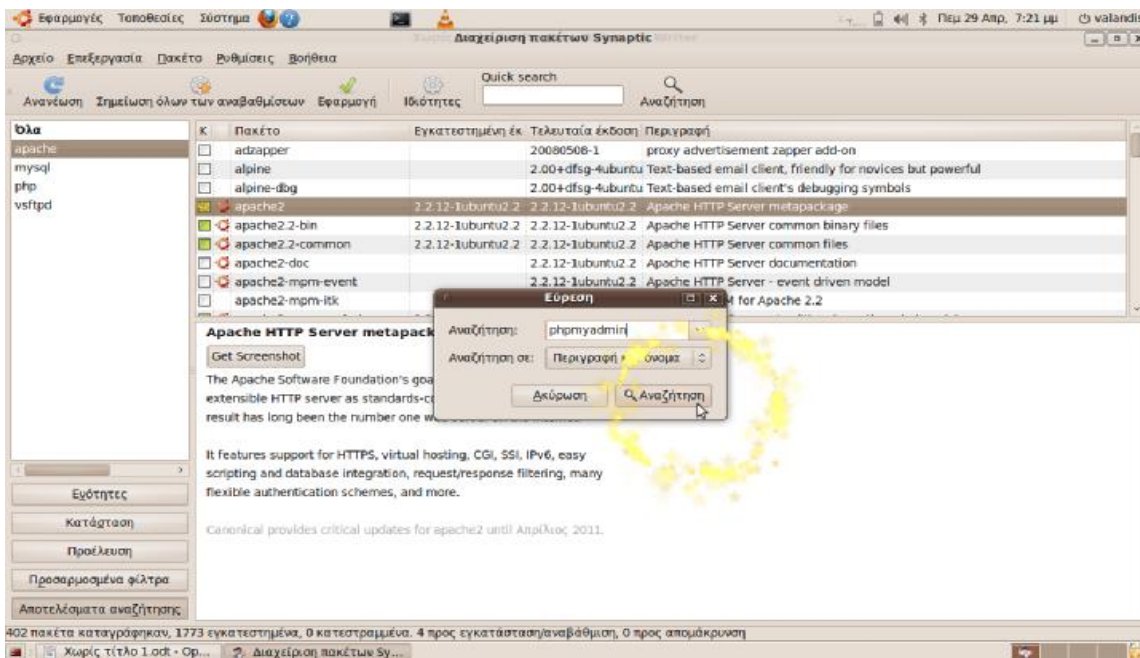 Εφαρμογές Τοποθεσίες Σύστημα Πεμ 29 Απρ, 7:21 μμ valandis
Διαχείριση πακέτων Synaptic
Αρχείο Επεξεργασία Πακέτο Ρυθμίσεις Βοήθεια
Quick search
Ανανέωση Σημείωση όλων των αναβαθμίσεων Εφαρμογή Ιδιότητες Αναζήτηση
Όλα
apache
mysql
php
vsftpd
Κ Πακέτο Εγκατεστημένη έκ Τελευταία έκδοση Περιγραφή
adzapper 20080508-1 proxy advertisement zapper add-on
alpine 2.00+dfsg-4ubuntu Text-based email client, friendly for novices but powerful
alpine-dbg 2.00+dfsg-4ubuntu Text-based email client's debugging symbols
apache2 2.2.12-1ubuntu2.2 2.2.12-1ubuntu2.2 Apache HTTP Server metapackage
apache2.2-bin 2.2.12-1ubuntu2.2 2.2.12-1ubuntu2.2 Apache HTTP Server common binary files
apache2.2-common 2.2.12-1ubuntu2.2 2.2.12-1ubuntu2.2 Apache HTTP Server common files
apache2-doc 2.2.12-1ubuntu2.2 Apache HTTP Server documentation
apache2-mpm-event 2.2.12-1ubuntu2.2 Apache HTTP Server - event driven model
apache2-mpm-itk for Apache 2.2
Εύρεση
Αναζήτηση: phpmyadmin
Αναζήτηση σε: Περιγραφή όνομα
Ακύρωση Αναζήτηση
Apache HTTP Server metapack
Get Screenshot
The Apache Software Foundation's goa
extensible HTTP server as standards-c
result has long been the number one
It features support for HTTPS, virtual hosting, CGI, SSI, IPv6, easy
scripting and database integration, request/response filtering, many
flexible authentication schemes, and more.
Canonical provides critical updates for apache2 until Απρίλιος 2011.
Ενότητες
Κατάσταση
Προέλευση
Προσαρμοσμένα φίλτρα
Αποτελέσματα αναζήτησης
402 πακέτα καταγράφηκαν, 1773 εγκατεστημένα, 0 κατεστραμμένα. 4 προς εγκατάσταση/αναβάθμιση, 0 προς απομάκρυνση
Χωρίς τίτλο 1.odt - Op... Διαχείριση πακέτων Sy...